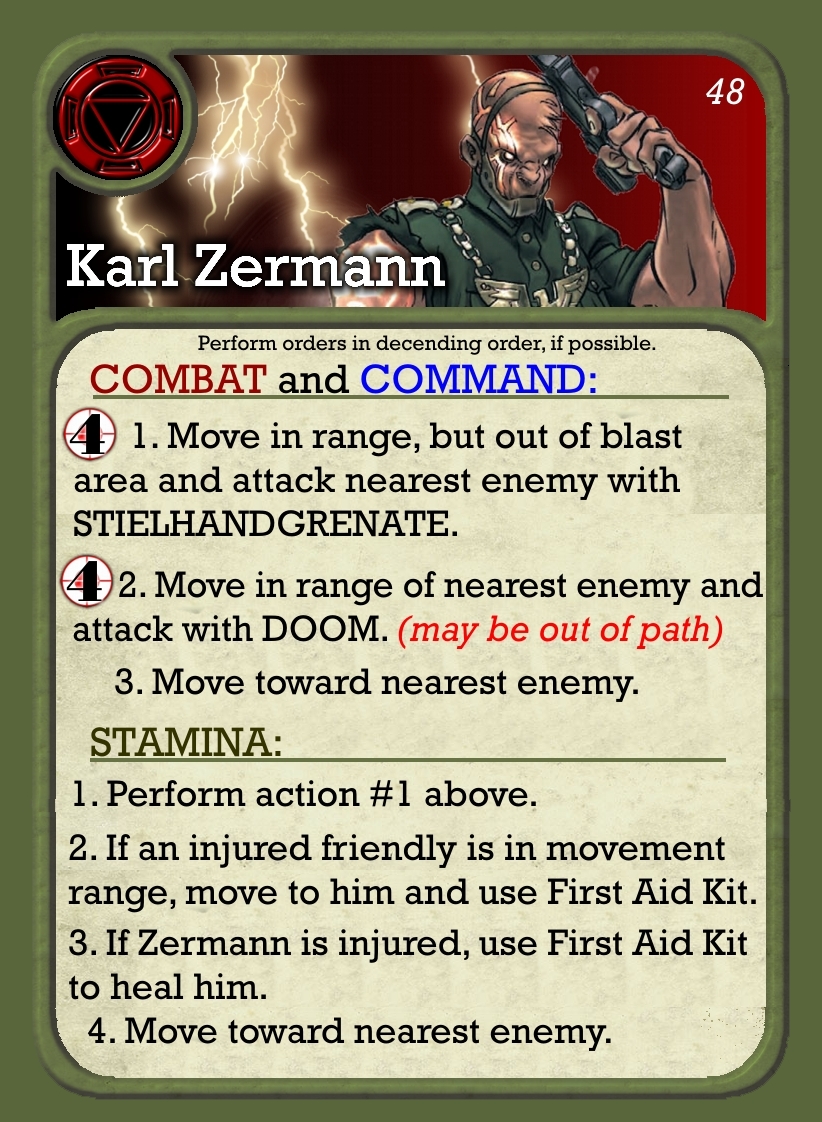 48
Karl Zermann
Perform orders in decending order, if possible.
COMBAT and COMMAND:
4 1. Move in range, but out of blast
area and attack nearest enemy with
STIELHANDGRENATE.
4 2. Move in range of nearest enemy and
attack with DOOM. (may be out of path)
3. Move toward nearest enemy.
STAMINA:
1. Perform action #1 above.
2. If an injured friendly is in movement
range, move to him and use First Aid Kit.
3. If Zermann is injured, use First Aid Kit
to heal him.
4. Move toward nearest enemy.